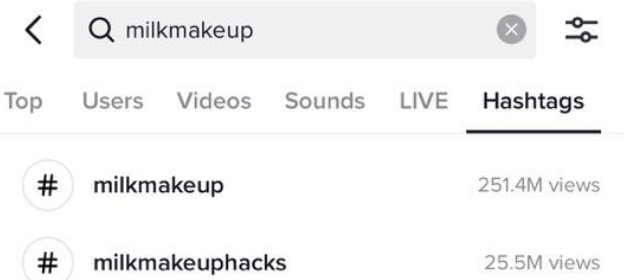 milkmakeup
Top Users Videos Sounds LIVE Hashtags
# milkmakeup 251.4M views
# milkmakeuphacks 25.5M views